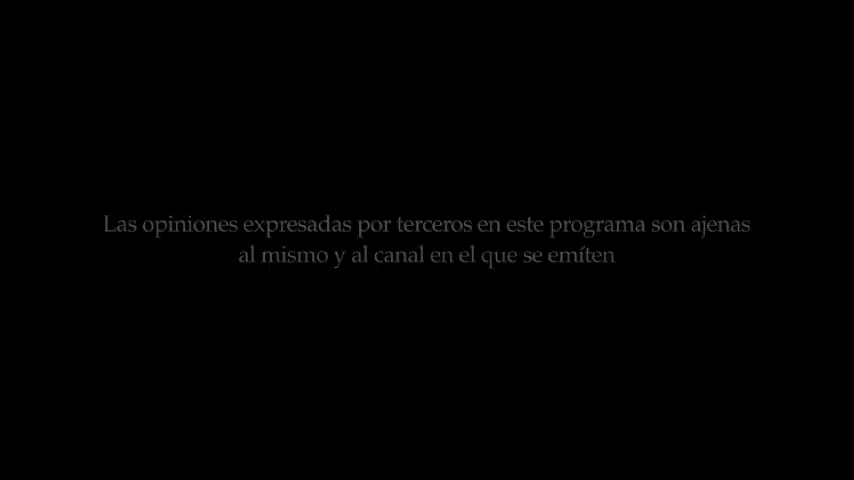 Las opiniones expresadas por terceros en este programa son ajenas
al mismo y al canal en el que se emíten